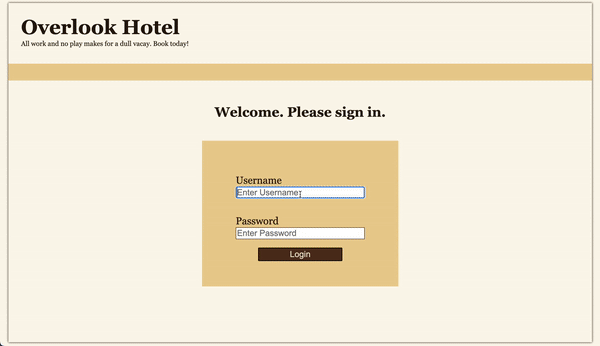 Overlook Hotel
All work and no play makes for a dull vacay. Book today!
Welcome. Please sign in.
Username
Enter Username
Password
Enter Password
Login